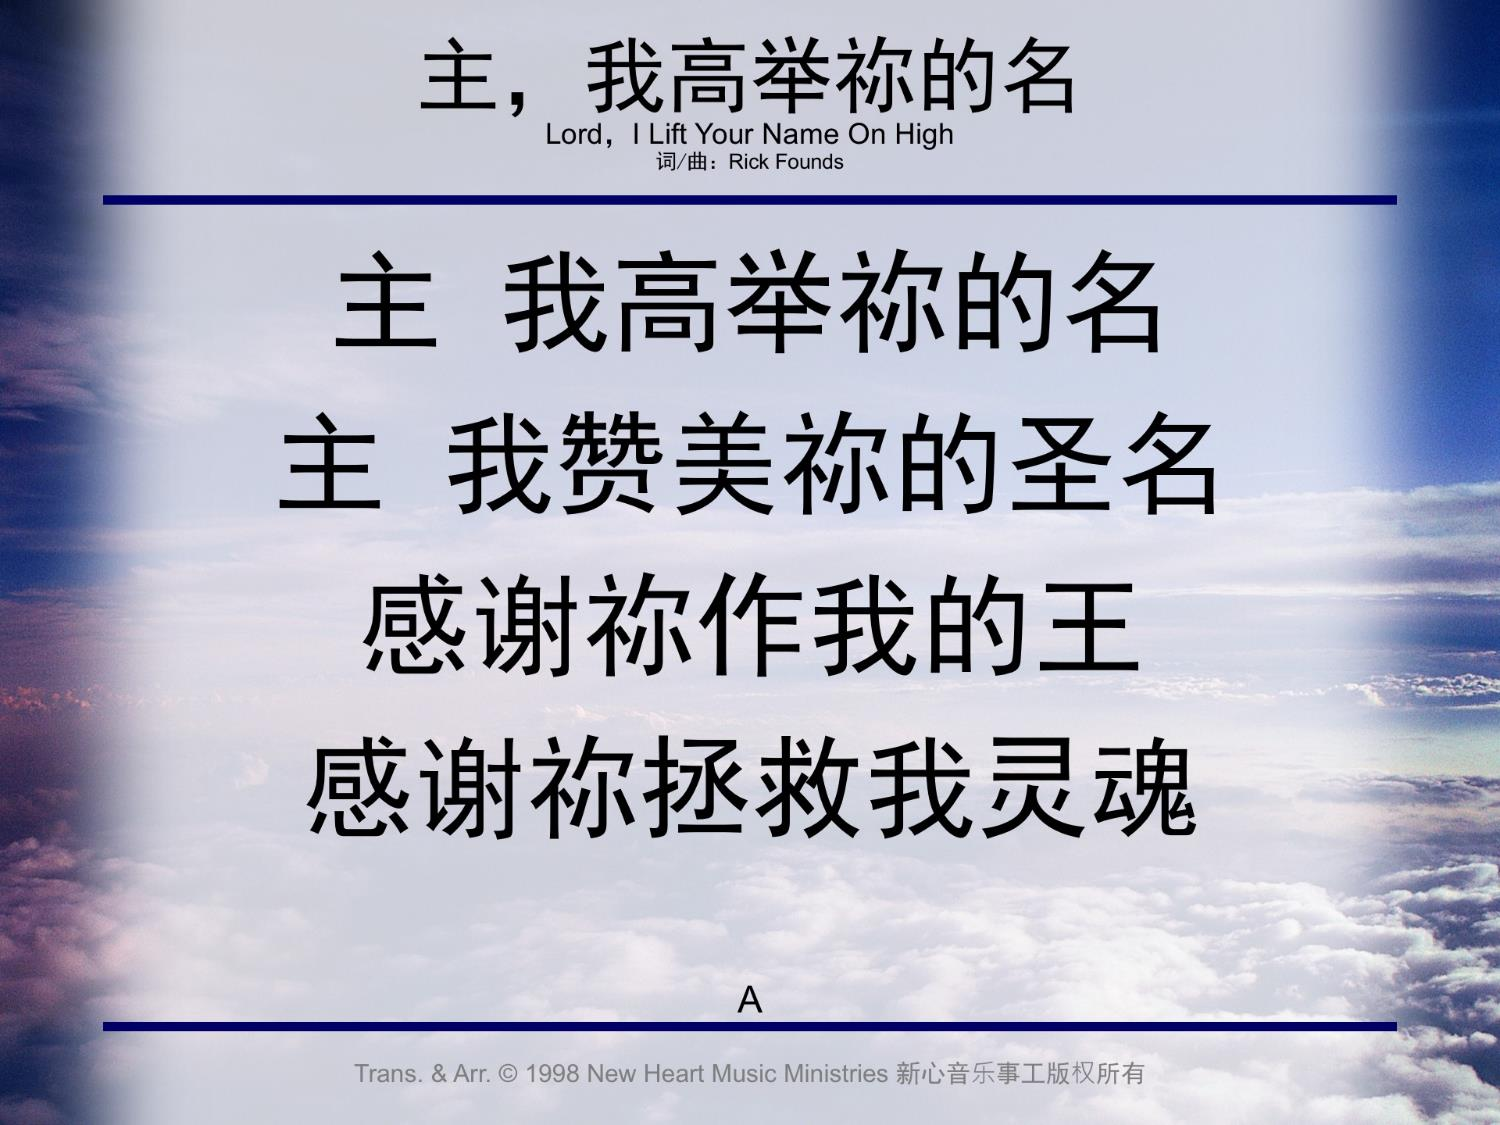 主，我高举祢的名
Lord，I Lift Your Name On High
词/曲：Rick Founds
主 我高举祢的名
主 我赞美祢的圣名
感谢祢作我的王
感谢祢拯救我灵魂
A
Trans. & Arr. © 1998 New Heart Music Ministries 新心音乐事工版权所有